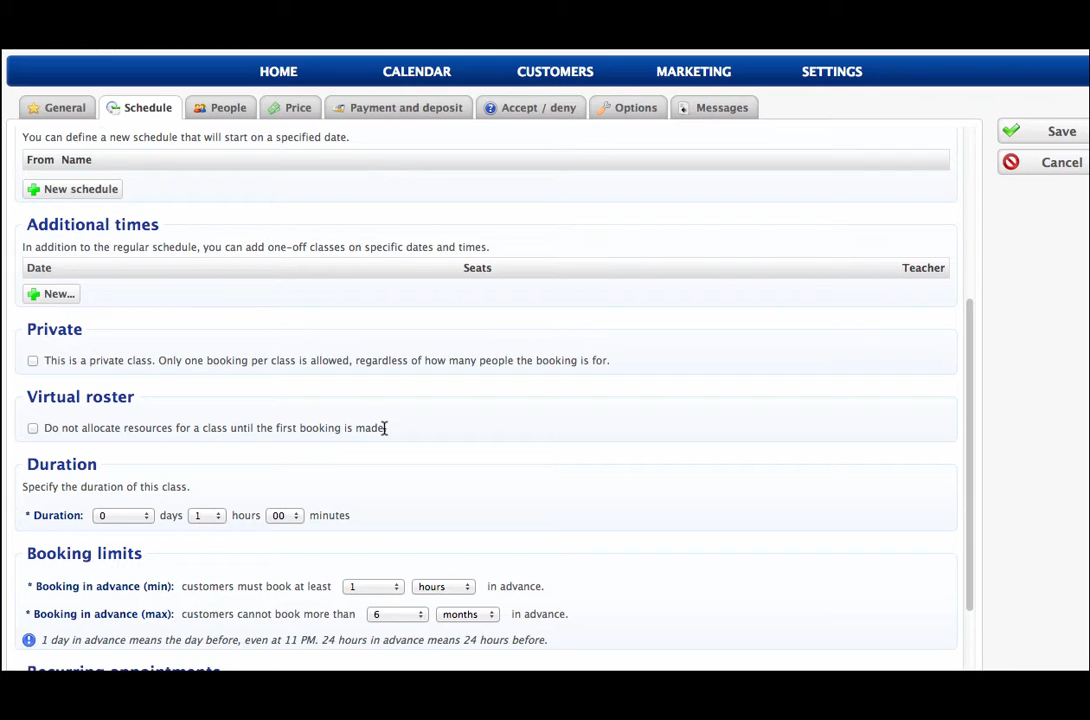 HOME CALENDAR CUSTOMERS MARKETING SETTINGS
General Schedule People Price Payment and deposit Accept / deny Options Messages
Save
Cancel
You can define a new schedule that will start on a specified date.
From Name
New schedule
Additional times
In addition to the regular schedule, you can add one-off classes on specific dates and times.
Date Seats Teacher
New...
Private
This is a private class. Only one booking per class is allowed, regardless of how many people the booking is for.
Virtual roster
Do not allocate resources for a class until the first booking is made.
Duration
Specify the duration of this class.
* Duration: 0 days 1 hours 00 minutes
Booking limits
* Booking in advance (min): customers must book at least 1 hours in advance.
* Booking in advance (max): customers cannot book more than 6 months in advance.
1 day in advance means the day before, even at 11 PM. 24 hours in advance means 24 hours before.
Recurring appointments